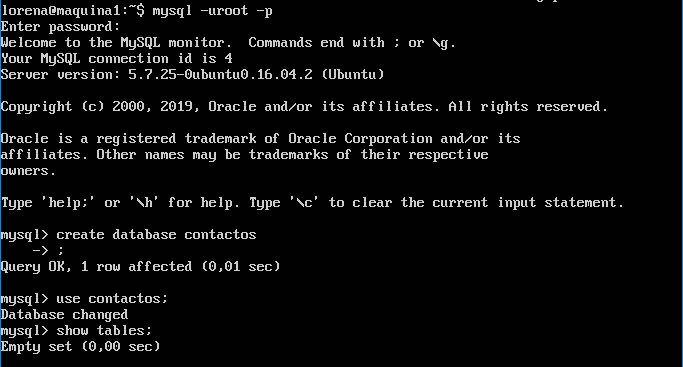 lorena@maquina1:~$ mysql -uroot -p
Enter password:
Welcome to the MySQL monitor.  Commands end with ; or \g.
Your MySQL connection id is 4
Server version: 5.7.25-0ubuntu0.16.04.2 (Ubuntu)

Copyright (c) 2000, 2019, Oracle and/or its affiliates. All rights reserved.

Oracle is a registered trademark of Oracle Corporation and/or its
affiliates. Other names may be trademarks of their respective
owners.

Type 'help;' or '\h' for help. Type '\c' to clear the current input statement.

mysql> create database contactos
    -> ;
Query OK, 1 row affected (0,01 sec)

mysql> use contactos;
Database changed
mysql> show tables;
Empty set (0,00 sec)